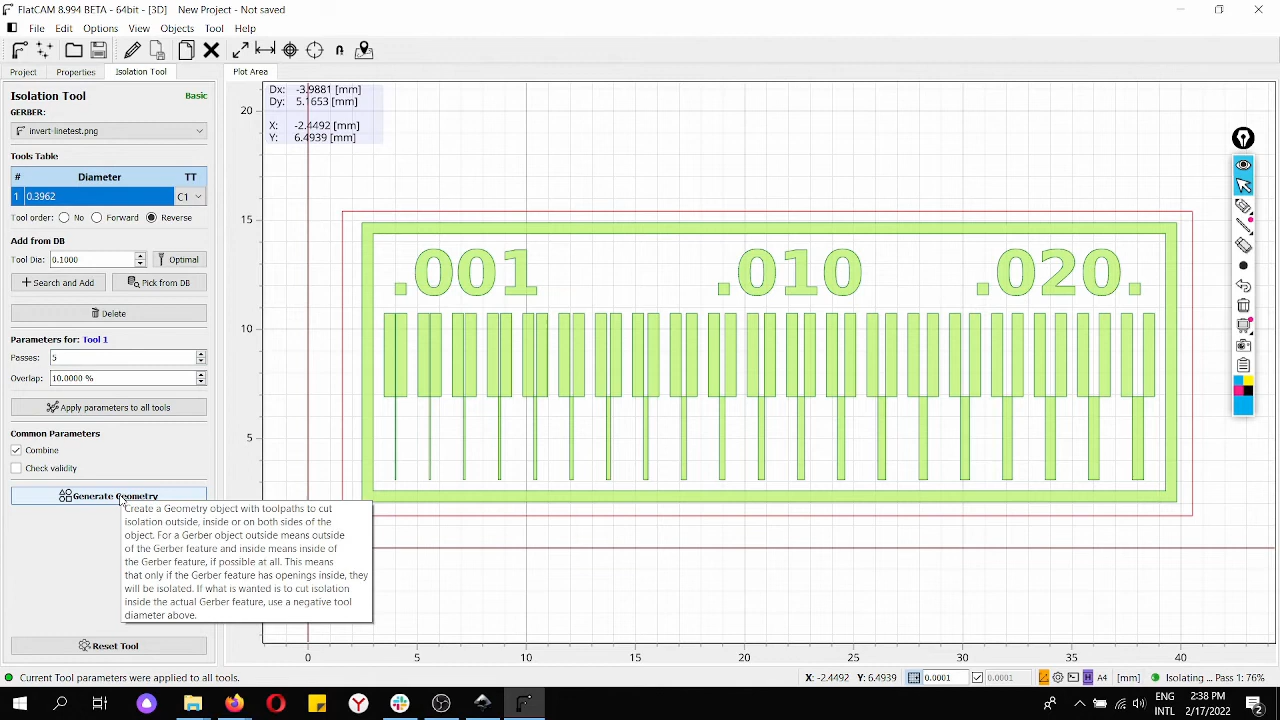 FlatCAM 8.994 BETA - 64bit - Not saved
New Project - Not saved
- [3D]
File Edit Options View Objects Tool Help
Project Properties Isolation Tool Plot Area
Isolation Tool Basic
GERBER:
invert-linetest.png
Tools Table
# Diameter TT
1 0.3962 C1
Tool order: No Forward Reverse
Add from DB
Tool Dia: 0.1000 Optimal
Search and Add Pick from DB
Delete
Parameters for: Tool 1
Passes: 5
Overlap: 10.0000 %
Apply parameters to all tools
Common Parameters
Combine
Check validity
Generate Geometry
Create a Geometry object with toolpaths to cut
isolation outside, inside or on both sides of the
object. For a Gerber object outside means outside
of the Gerber feature and inside means inside of
the Gerber feature, if possible at all. This means
that only if the Gerber feature has openings inside, they
will be isolated. If what is wanted is to cut isolation
inside the actual Gerber feature, use a negative tool
diameter above.
Reset Tool
Dx: -3.9881 [mm]
Dy: 5.1653 [mm]
X: -2.4492 [mm]
Y: 6.4939 [mm]
20
15
10
5
.001 .010 .020.
0 5 10 15 20 25 30 35 40
Current Tool parameters were applied to all tools.
X: -2.4492 Y: 6.4939 0.0001 0.0001 H A4 [mm] Isolating... Pass 1: 76%
ENG
INTL
2:38 PM
2/17/2022
2